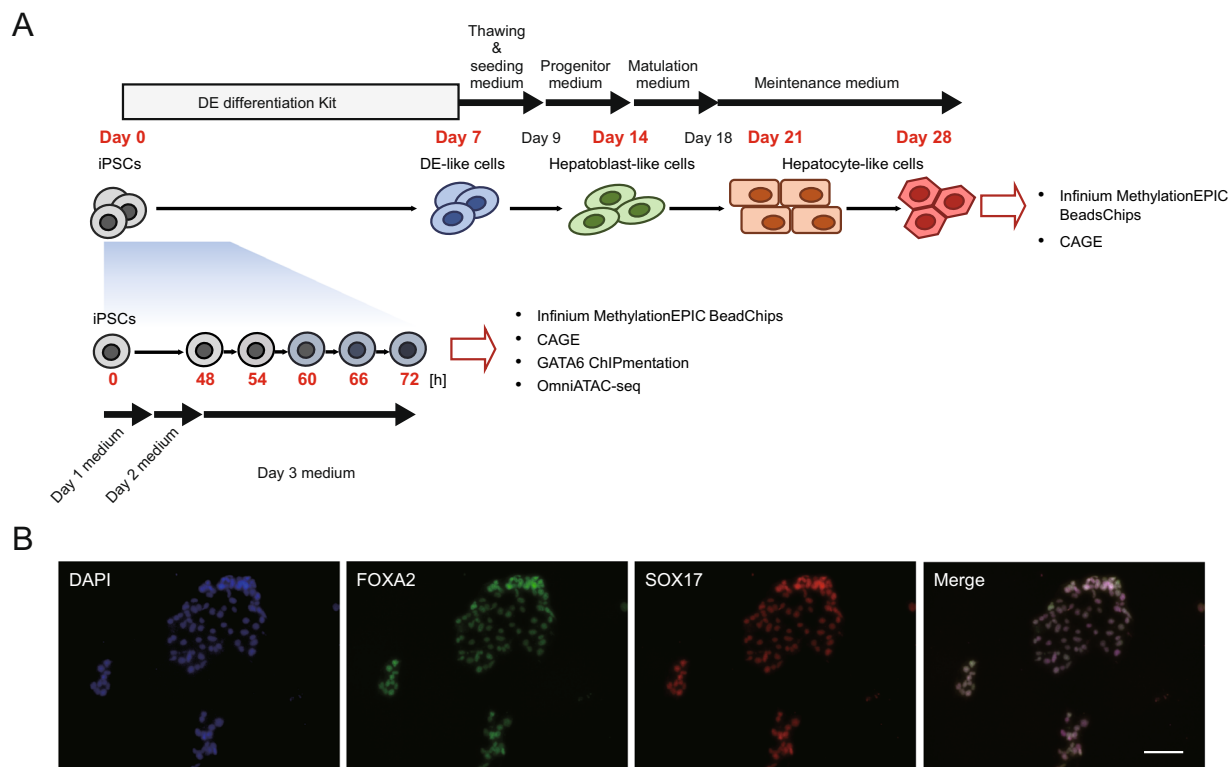 A
Thawing
&
seeding
medium
Progenitor
medium
Matulation
medium
Meintenance medium
DE differentiation Kit
Day 0
Day 7
Day 9
Day 14
Day 18
Day 21
Day 28
iPSCs
DE-like cells
Hepatoblast-like cells
Hepatocyte-like cells
• Infinium MethylationEPIC
BeadsChips
• CAGE
iPSCs
0
48
54
60
66
72
[h]
• Infinium MethylationEPIC BeadChips
• CAGE
• GATA6 ChIPmentation
• OmniATAC-seq
Day 1 medium
Day 2 medium
Day 3 medium
B
DAPI
FOXA2
SOX17
Merge